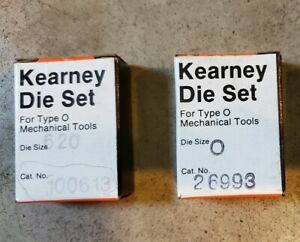 Kearney
Die Set
For Type O
Mechanical Tools
Die Size 620
Cat. No. 100613
Kearney
Die Set
For Type O
Mechanical Tools
Die Size O
Cat. No. 26993